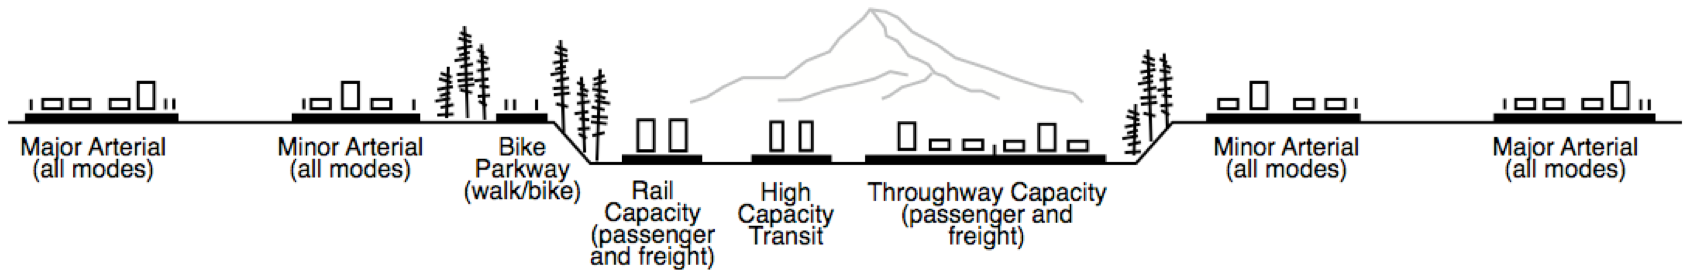 Major Arterial
(all modes)
Minor Arterial
(all modes)
Bike
Parkway
(walk/bike)
Rail
Capacity
(passenger
and freight)
High
Capacity
Transit
Throughway Capacity
(passenger and
freight)
Minor Arterial
(all modes)
Major Arterial
(all modes)